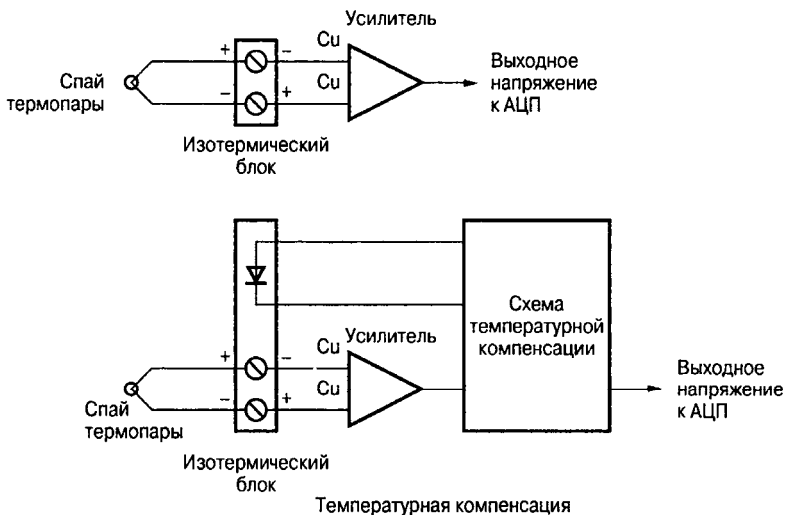 Усилитель
+
−
Cu
Спай
термопары
−
+
Cu
Выходное
напряжение
к АЦП
Изотермический
блок
Схема
температурной
компенсации
Усилитель
+
−
Cu
Спай
термопары
−
+
Cu
Выходное
напряжение
к АЦП
Изотермический
блок
Температурная компенсация